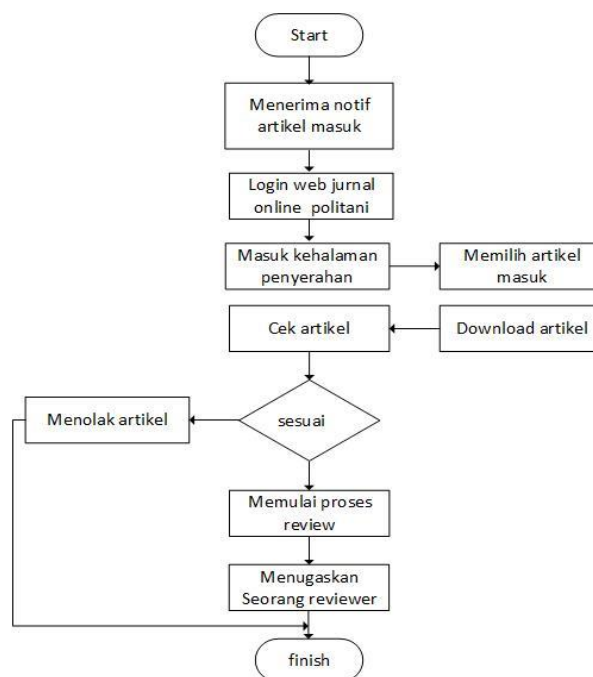 Start
Menerima notif
artikel masuk
Login web jurnal
online politani
Masuk kehalaman
penyerahan
Memilih artikel
masuk
Cek artikel
Download artikel
Menolak artikel
sesuai
Memulai proses
review
Menugaskan
Seorang reviewer
finish